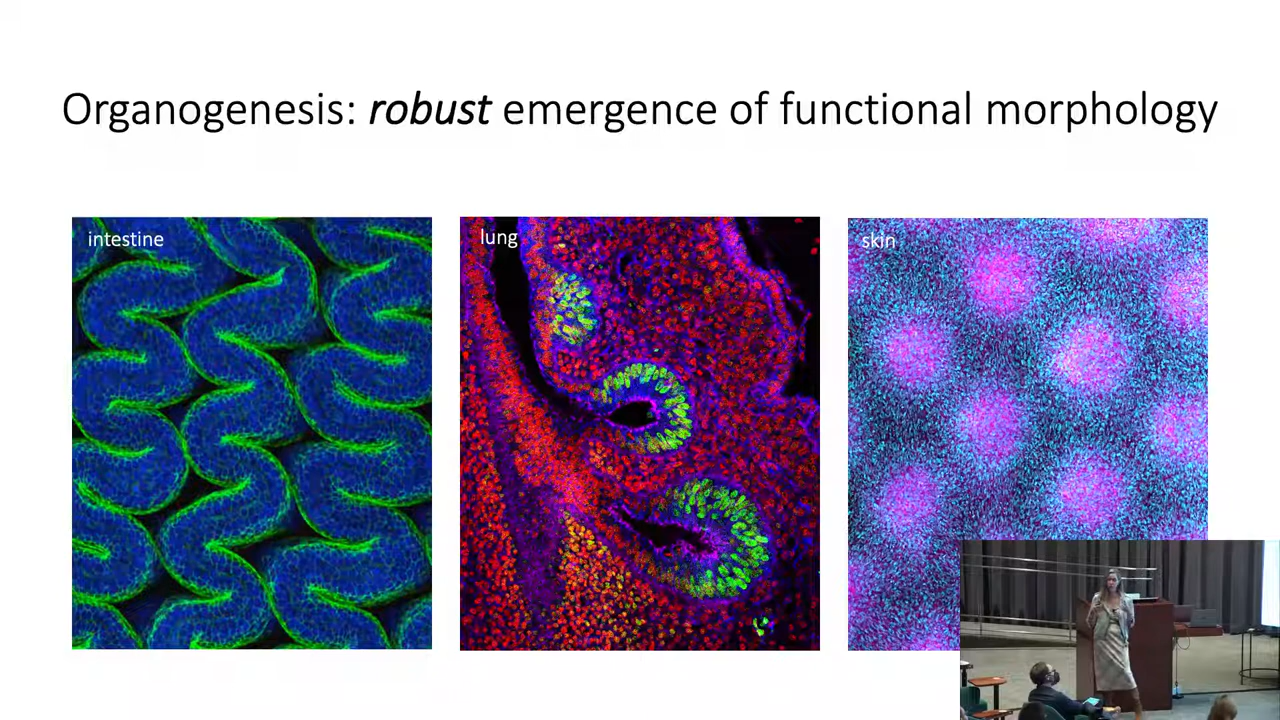 Organogenesis: robust emergence of functional morphology
intestine
lung
skin